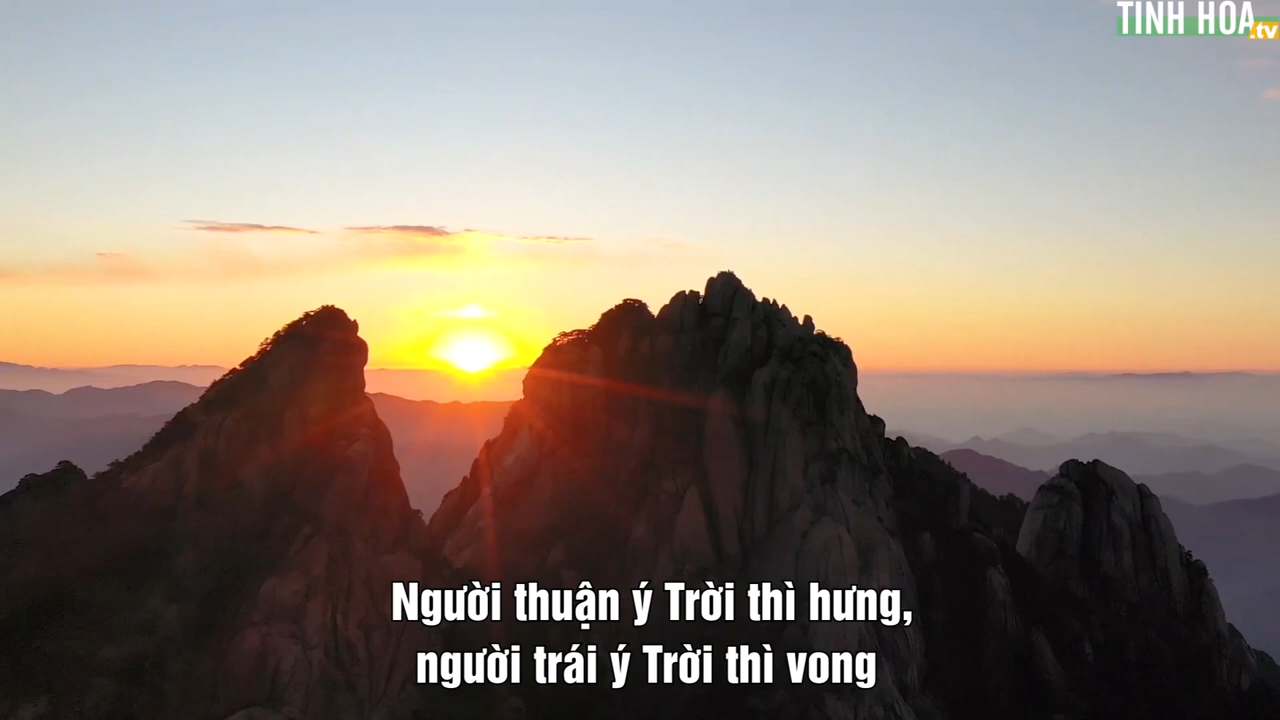 TINH HOA
.tv
Người thuận ý Trời thì hưng,
người trái ý Trời thì vong